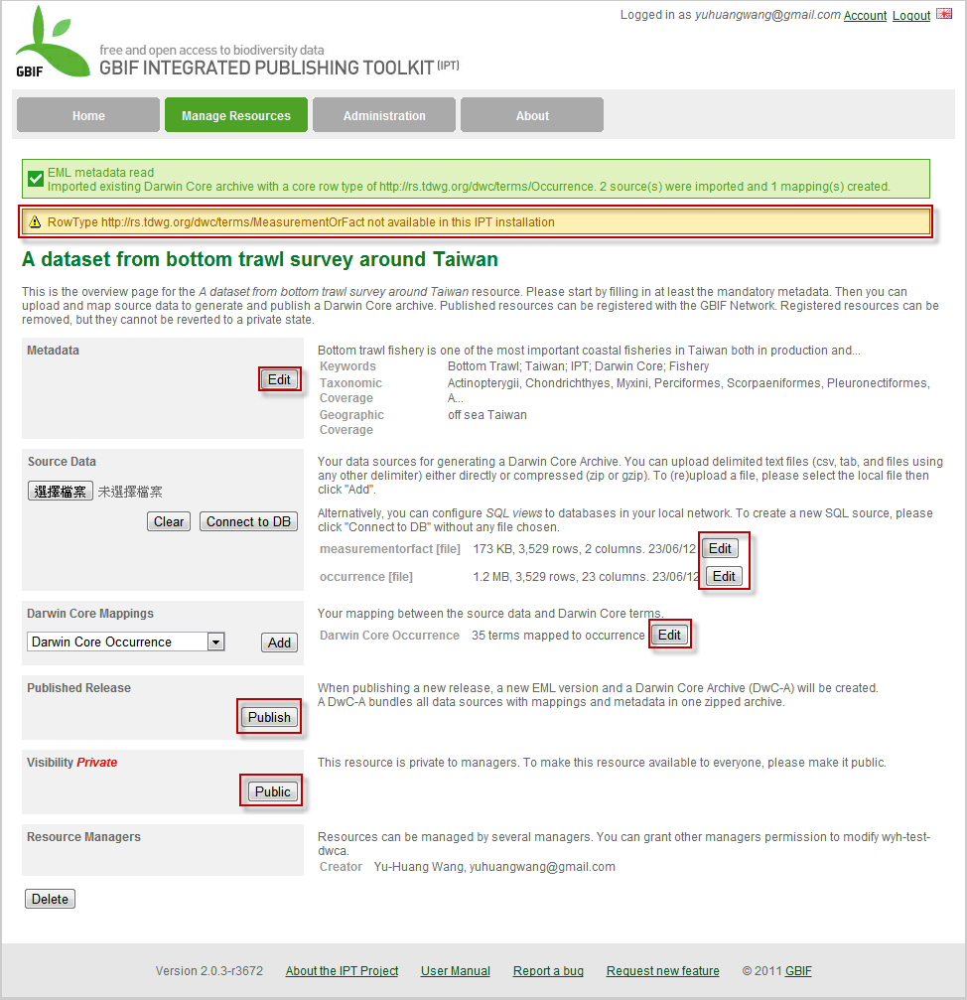 Logged in as yuhuangwang@gmail.com Account Logout
GBIF
free and open access to biodiversity data
GBIF INTEGRATED PUBLISHING TOOLKIT (IPT)
Home Manage Resources Administration About
EML metadata read
Imported existing Darwin Core archive with a core row type of http://rs.tdwg.org/dwc/terms/Occurrence. 2 source(s) were imported and 1 mapping(s) created.
RowType http://rs.tdwg.org/dwc/terms/MeasurementOrFact not available in this IPT installation
A dataset from bottom trawl survey around Taiwan
This is the overview page for the A dataset from bottom trawl survey around Taiwan resource. Please start by filling in at least the mandatory metadata. Then you can
upload and map source data to generate and publish a Darwin Core archive. Published resources can be registered with the GBIF Network. Registered resources can be
removed, but they cannot be reverted to a private state.
Metadata
Edit
Bottom trawl fishery is one of the most important coastal fisheries in Taiwan both in production and...
Keywords Bottom Trawl; Taiwan; IPT; Darwin Core; Fishery
Taxonomic Actinopterygii, Chondrichthyes, Myxini, Perciformes, Scorpaeniformes, Pleuronectiformes,
Coverage A...
Geographic off sea Taiwan
Coverage
Source Data
選擇檔案 未選擇檔案
Clear Connect to DB
Your data sources for generating a Darwin Core Archive. You can upload delimited text files (csv, tab, and files using
any other delimiter) either directly or compressed (zip or gzip). To (re)upload a file, please select the local file then
click "Add".
Alternatively, you can configure SQL views to databases in your local network. To create a new SQL source, please
click "Connect to DB" without any file chosen.
measurementorfact [file] 173 KB, 3,529 rows, 2 columns. 23/06/12 Edit
occurrence [file] 1.2 MB, 3,529 rows, 23 columns. 23/06/12 Edit
Darwin Core Mappings
Darwin Core Occurrence Add
Your mapping between the source data and Darwin Core terms.
Darwin Core Occurrence 35 terms mapped to occurrence Edit
Published Release
Publish
When publishing a new release, a new EML version and a Darwin Core Archive (DwC-A) will be created.
A DwC-A bundles all data sources with mappings and metadata in one zipped archive.
Visibility Private
Public
This resource is private to managers. To make this resource available to everyone, please make it public.
Resource Managers
Resources can be managed by several managers. You can grant other managers permission to modify wyh-test-
dwca.
Creator Yu-Huang Wang, yuhuangwang@gmail.com
Delete
Version 2.0.3-r3672 About the IPT Project User Manual Report a bug Request new feature © 2011 GBIF